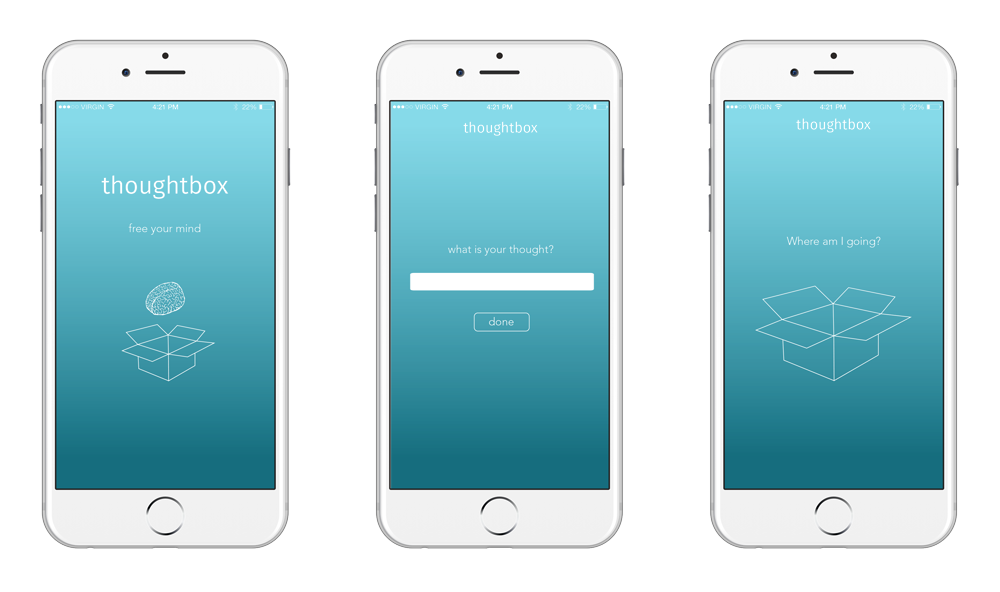 VIRGIN 4:21 PM 22%
thoughtbox
free your mind
VIRGIN 4:21 PM 22%
thoughtbox
what is your thought?
done
VIRGIN 4:21 PM 22%
thoughtbox
Where am I going?